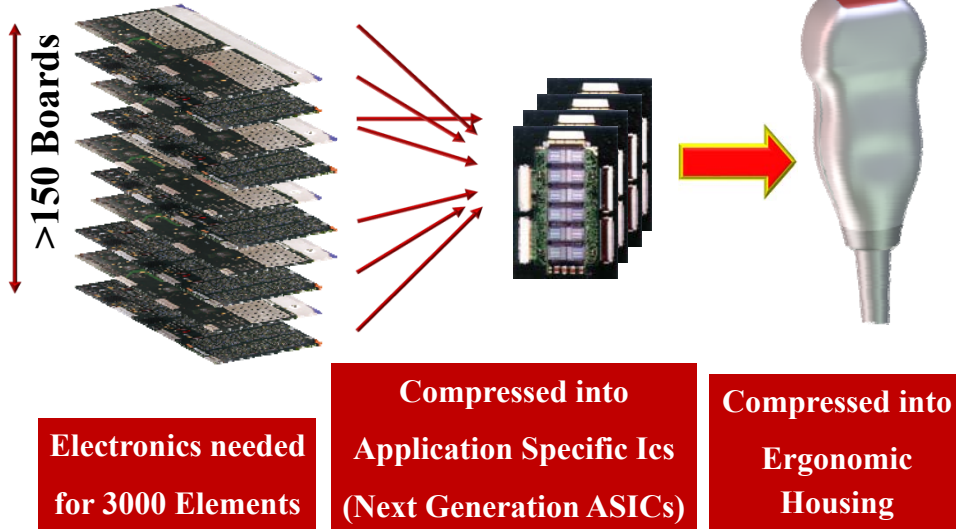 >150 Boards
Electronics needed
for 3000 Elements
Compressed into
Application Specific Ics
(Next Generation ASICs)
Compressed into
Ergonomic
Housing